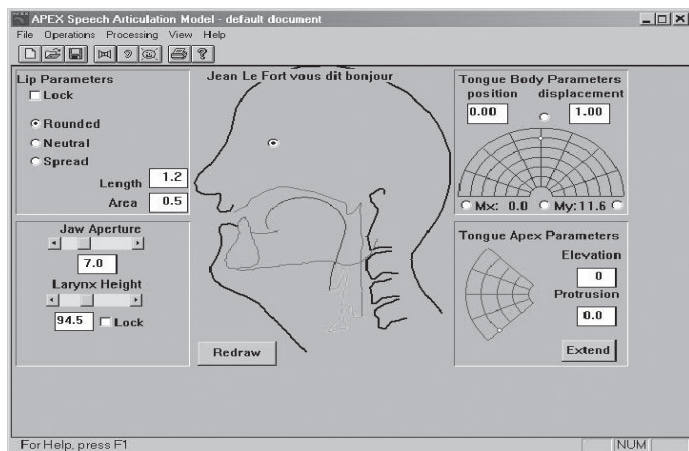 APEX Speech Articulation Model - default document
File Operations Processing View Help
Lip Parameters
Lock
Rounded
Neutral
Spread
Length 1.2
Area 0.5
Jaw Aperture
7.0
Larynx Height
94.5 Lock
Jean Le Fort vous dit bonjour
Redraw
Tongue Body Parameters
position displacement
0.00 1.00
Mx: 0.0 My: 11.6
Tongue Apex Parameters
Elevation
0
Protrusion
0.0
Extend
For Help, press F1 NUM